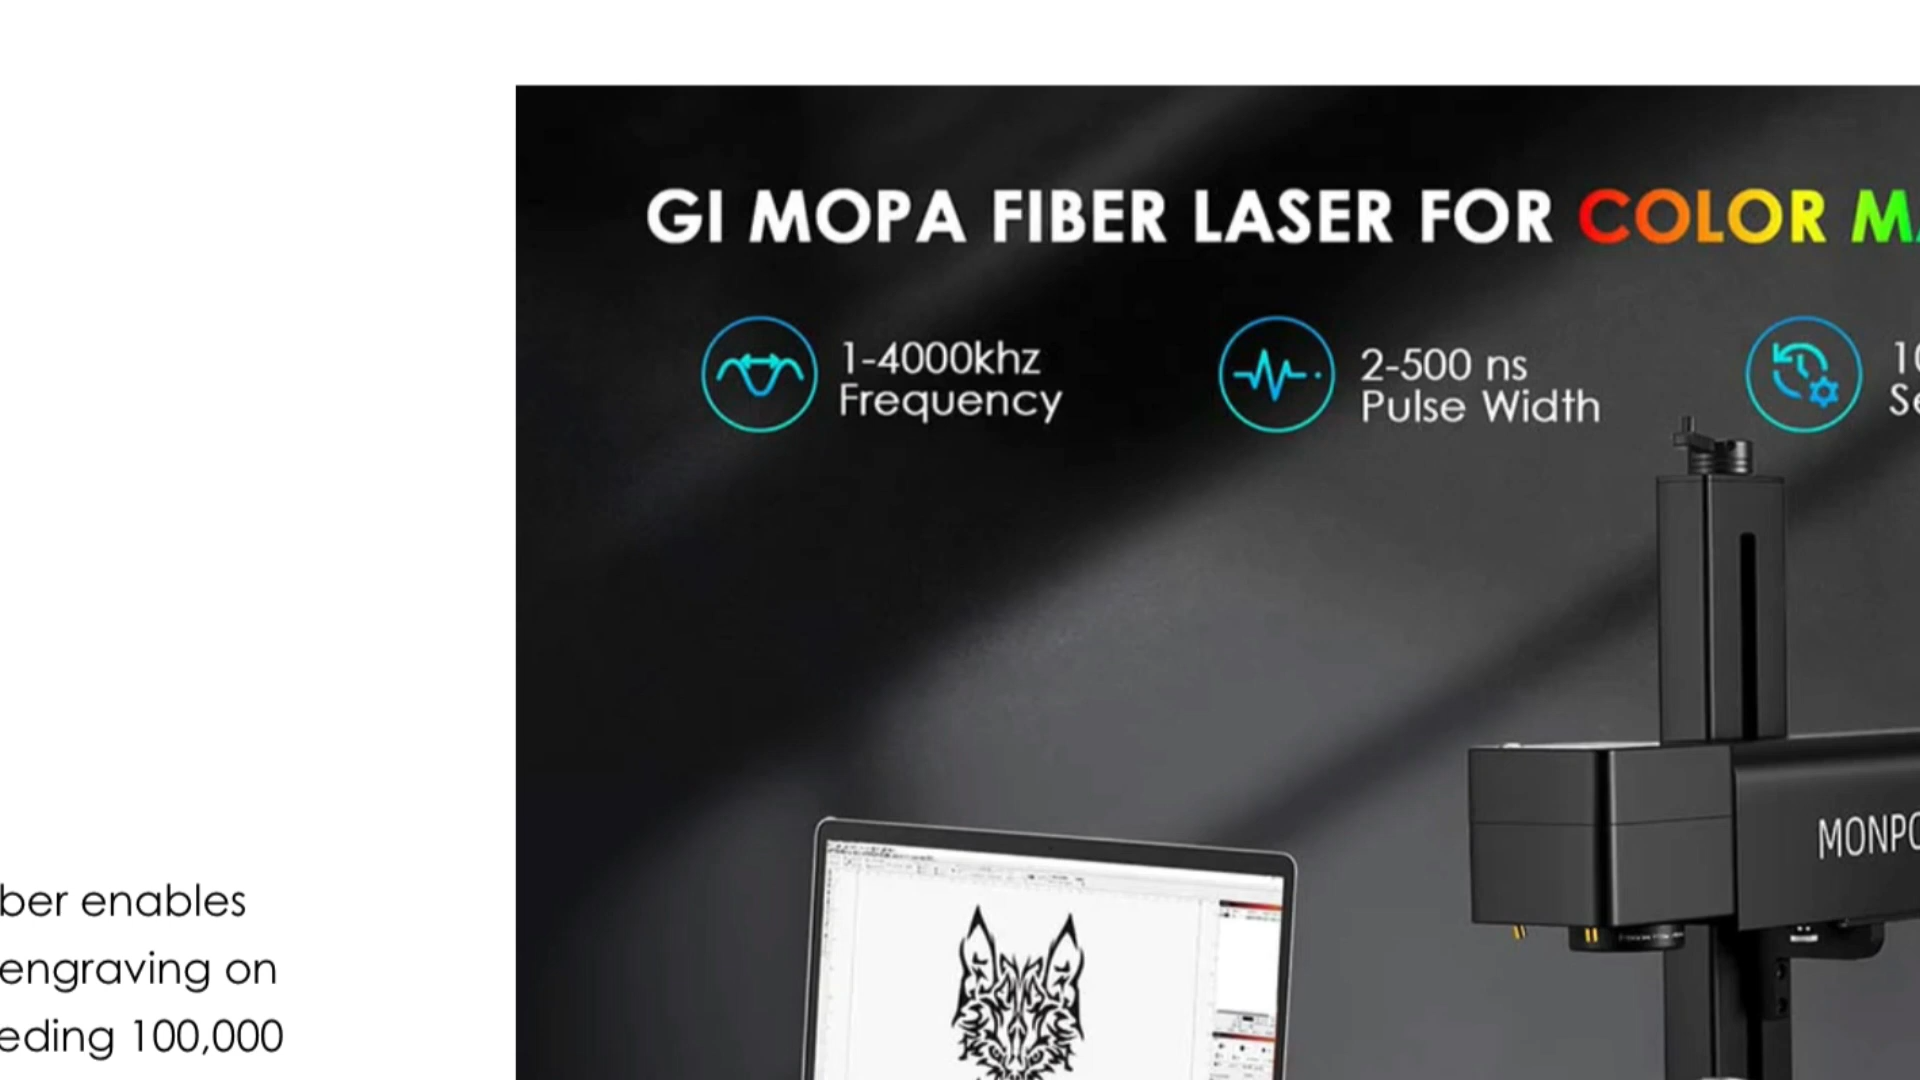 GI MOPA FIBER LASER FOR COLOR
1-4000khz
Frequency
2-500 ns
Pulse Width
ber enables
engraving on
eding 100,000